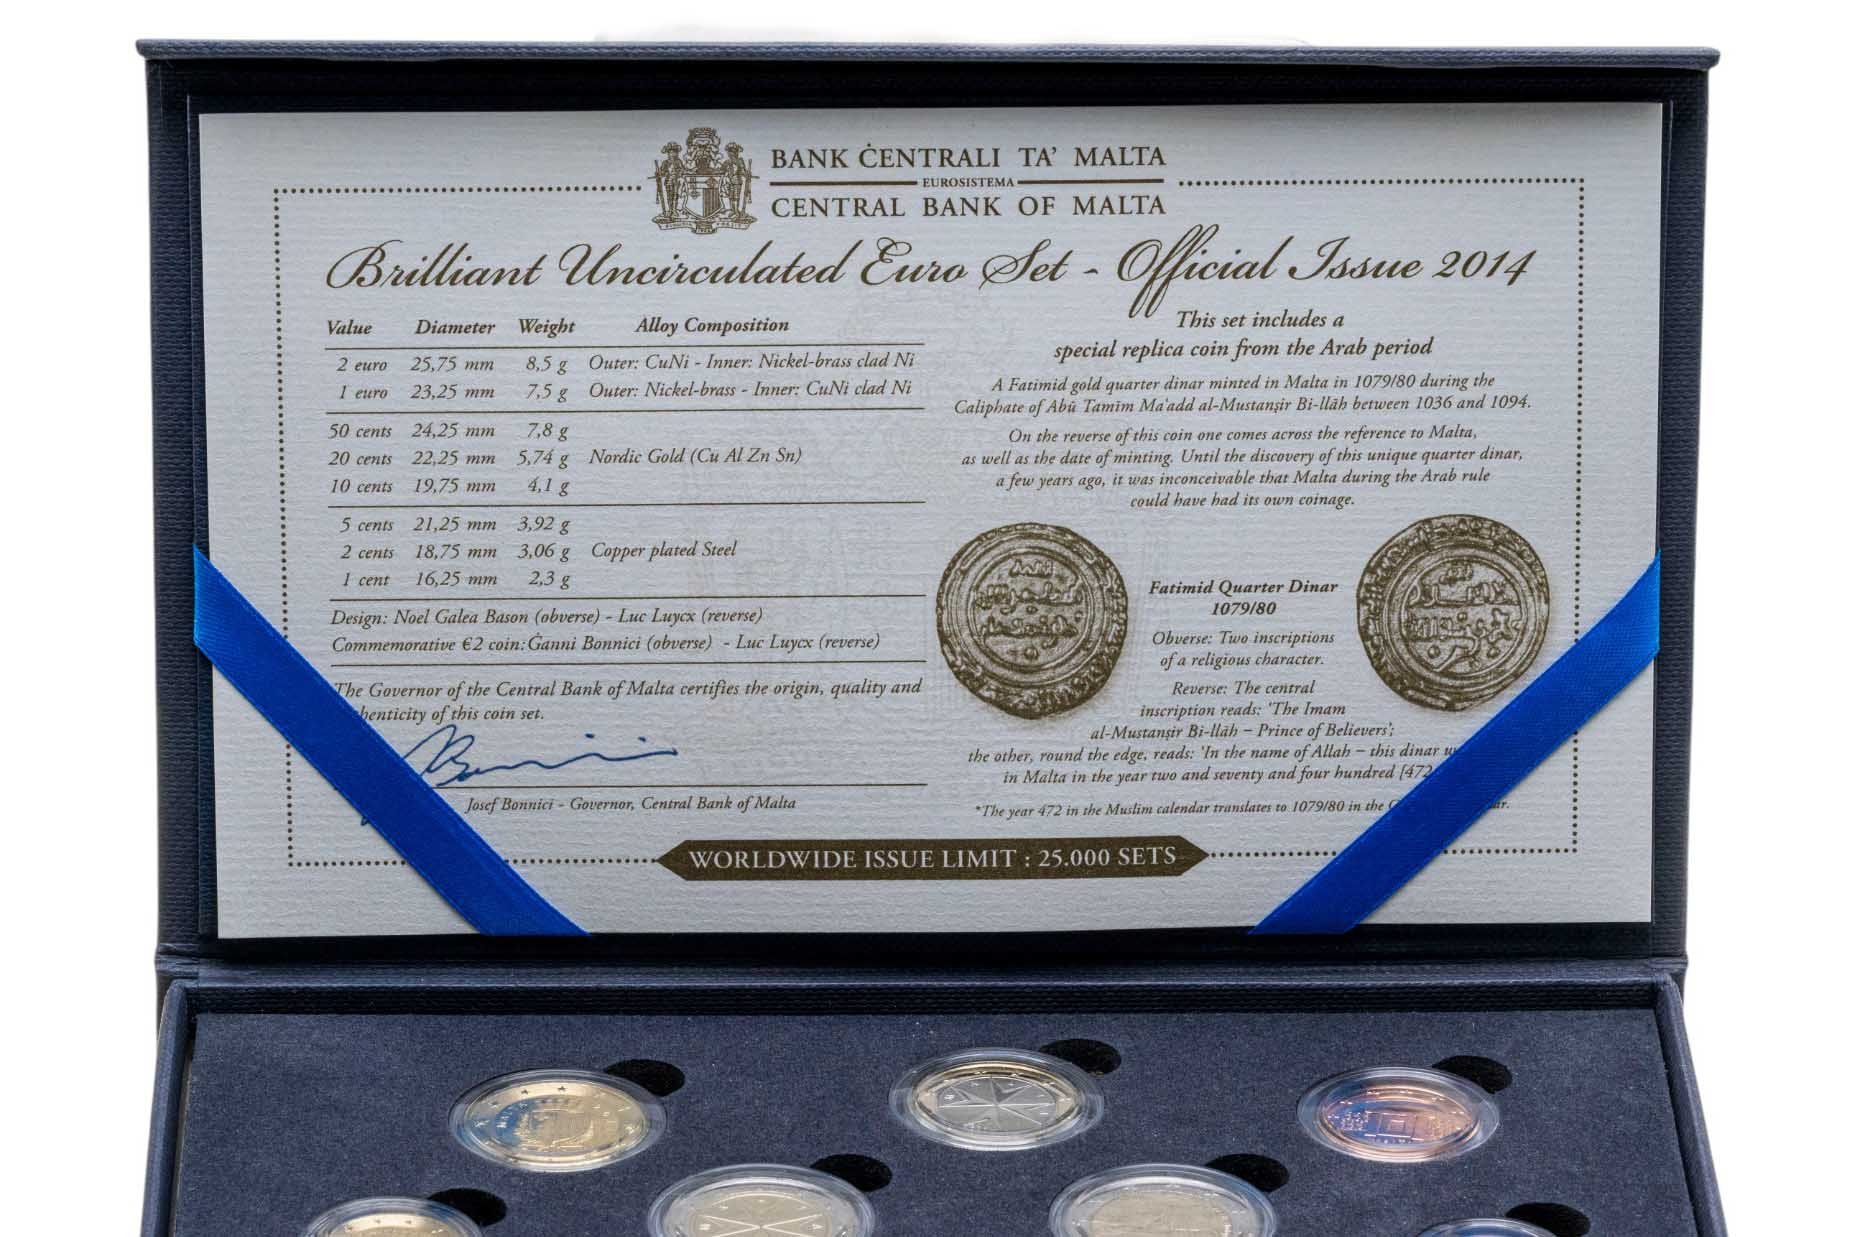 BANK ĊENTRALI TA' MALTA
EUROSISTEMA
CENTRAL BANK OF MALTA
Brilliant Uncirculated Euro Set - Official Issue 2014
Value Diameter Weight Alloy Composition
2 euro 25,75 mm 8,5 g Outer: CuNi - Inner: Nickel-brass clad Ni
1 euro 23,25 mm 7,5 g Outer: Nickel-brass - Inner: CuNi clad Ni
50 cents 24,25 mm 7,8 g
20 cents 22,25 mm 5,74 g Nordic Gold (Cu Al Zn Sn)
10 cents 19,75 mm 4,1 g
5 cents 21,25 mm 3,92 g
2 cents 18,75 mm 3,06 g Copper plated Steel
1 cent 16,25 mm 2,3 g
Design: Noel Galea Bason (obverse) - Luc Luycx (reverse)
Commemorative €2 coin: Ġanni Bonnici (obverse) - Luc Luycx (reverse)
The Governor of the Central Bank of Malta certifies the origin, quality and
henticity of this coin set.
Josef Bonnici - Governor, Central Bank of Malta
This set includes a
special replica coin from the Arab period
A Fatimid gold quarter dinar minted in Malta in 1079/80 during the
Caliphate of Abū Tamīm Ma'add al-Mustanṣir Bi-llāh between 1036 and 1094.
On the reverse of this coin one comes across the reference to Malta,
as well as the date of minting. Until the discovery of this unique quarter dinar,
a few years ago, it was inconceivable that Malta during the Arab rule
could have had its own coinage.
Fatimid Quarter Dinar
1079/80
Obverse: Two inscriptions
of a religious character.
Reverse: The central
inscription reads: 'The Imam
al-Mustanṣir Bi-llāh – Prince of Believers';
the other, round the edge, reads: 'In the name of Allah – this dinar w
in Malta in the year two and seventy and four hundred [472
*The year 472 in the Muslim calendar translates to 1079/80 in the
WORLDWIDE ISSUE LIMIT : 25.000 SETS
MALTA